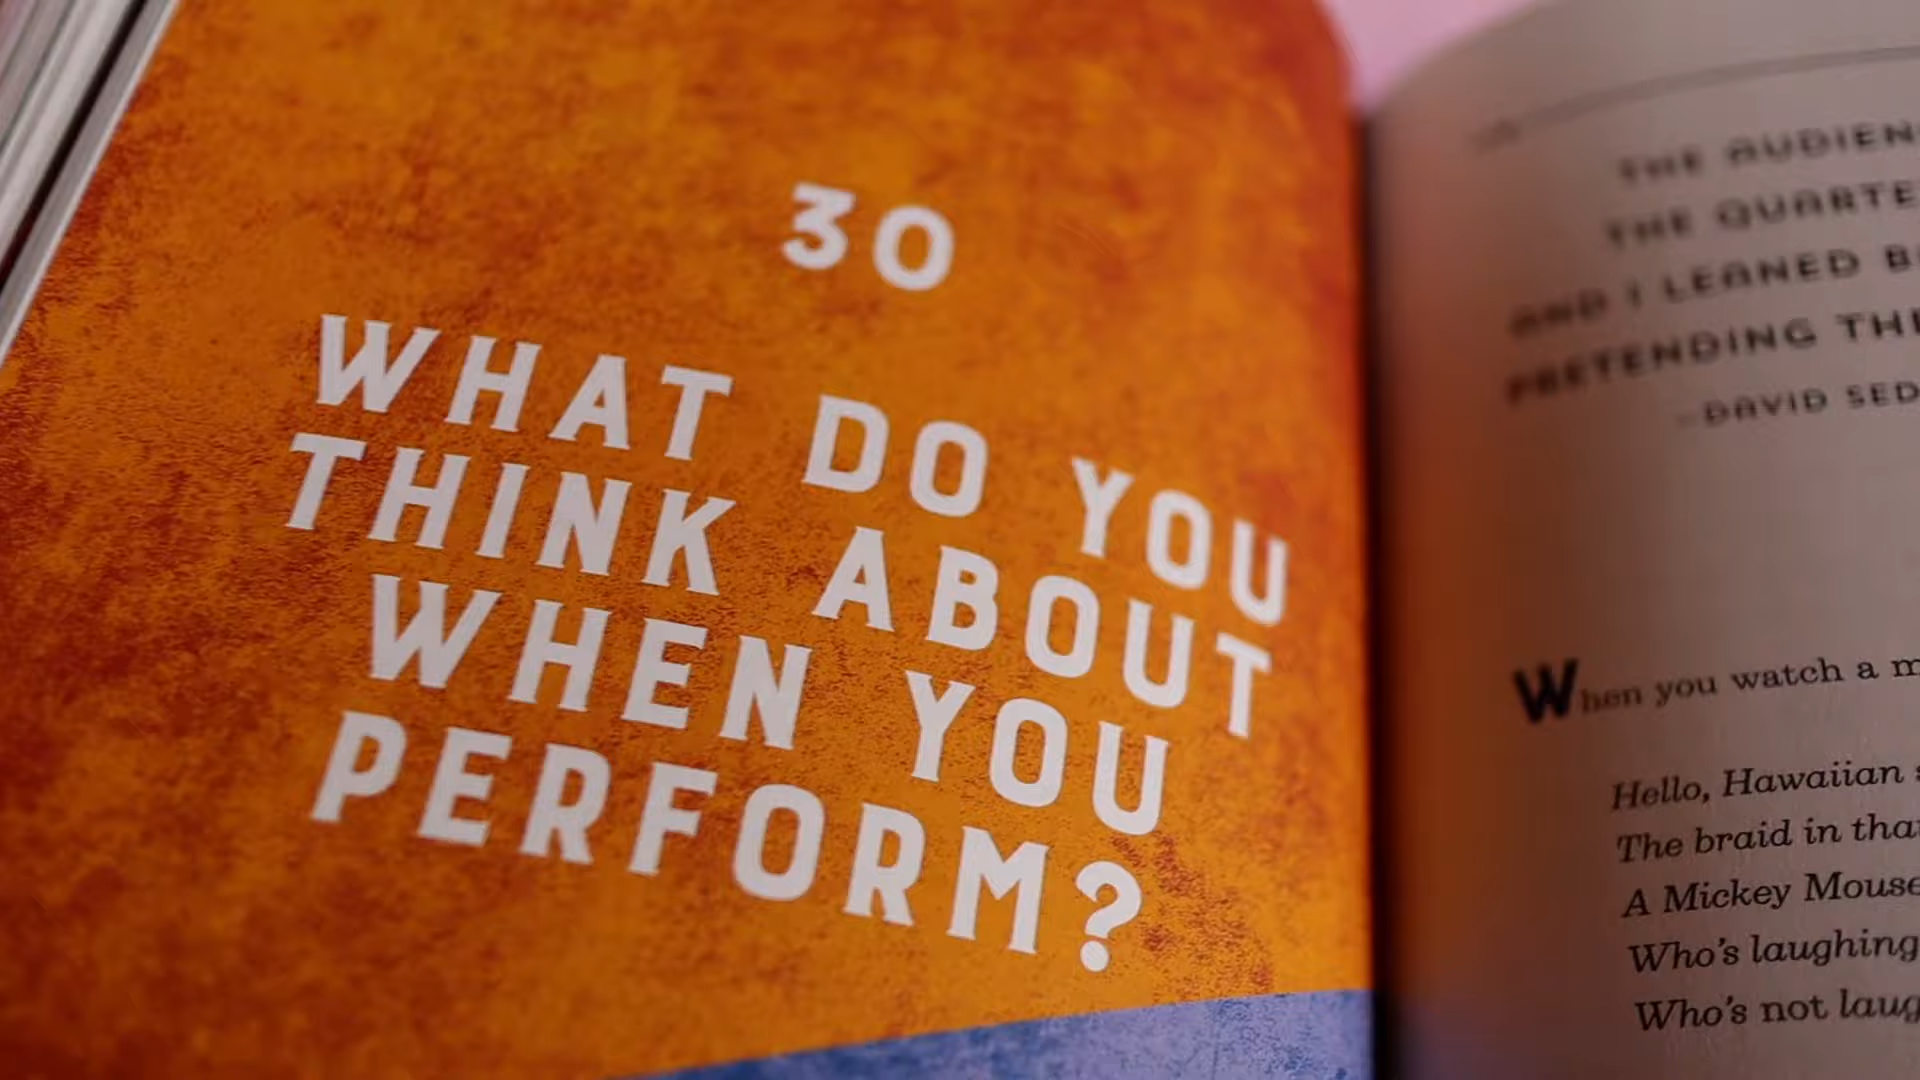 30
WHAT DO YOU
THINK ABOUT
WHEN YOU
PERFORM?
THE AUDIEN
THE QUARTE
AND I LEANED B
PRETENDING THE
—DAVID SED
When you watch a m
Hello, Hawaiian s
The braid in tha
A Mickey Mouse
Who's laughing
Who's not laug